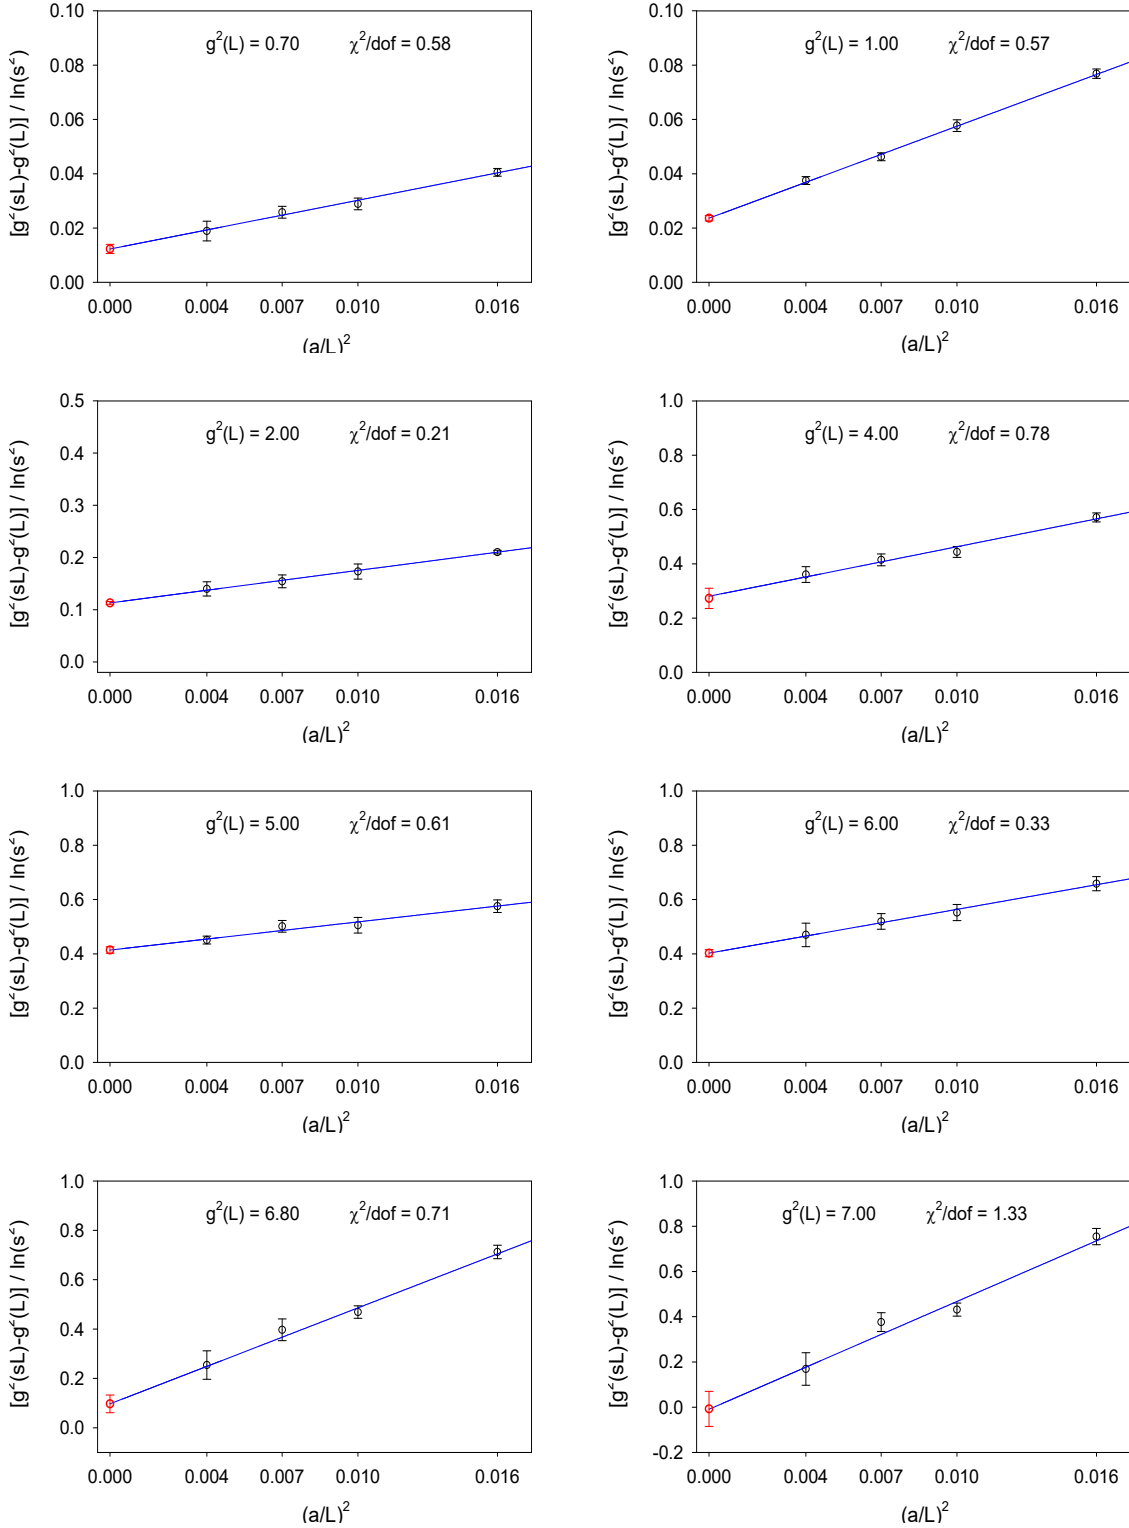 g²(L) = 0.70 χ²/dof = 0.58
[g²(sL)-g²(L)] / ln(s²)
0.10
0.08
0.06
0.04
0.02
0.00
0.000 0.004 0.007 0.010 0.016
(a/L)²
g²(L) = 1.00 χ²/dof = 0.57
[g²(sL)-g²(L)] / ln(s²)
0.10
0.08
0.06
0.04
0.02
0.00
0.000 0.004 0.007 0.010 0.016
(a/L)²
g²(L) = 2.00 χ²/dof = 0.21
[g²(sL)-g²(L)] / ln(s²)
0.5
0.4
0.3
0.2
0.1
0.0
0.000 0.004 0.007 0.010 0.016
(a/L)²
g²(L) = 4.00 χ²/dof = 0.78
[g²(sL)-g²(L)] / ln(s²)
1.0
0.8
0.6
0.4
0.2
0.0
0.000 0.004 0.007 0.010 0.016
(a/L)²
g²(L) = 5.00 χ²/dof = 0.61
[g²(sL)-g²(L)] / ln(s²)
1.0
0.8
0.6
0.4
0.2
0.0
0.000 0.004 0.007 0.010 0.016
(a/L)²
g²(L) = 6.00 χ²/dof = 0.33
[g²(sL)-g²(L)] / ln(s²)
1.0
0.8
0.6
0.4
0.2
0.0
0.000 0.004 0.007 0.010 0.016
(a/L)²
g²(L) = 6.80 χ²/dof = 0.71
[g²(sL)-g²(L)] / ln(s²)
1.0
0.8
0.6
0.4
0.2
0.0
0.000 0.004 0.007 0.010 0.016
(a/L)²
g²(L) = 7.00 χ²/dof = 1.33
[g²(sL)-g²(L)] / ln(s²)
1.0
0.8
0.6
0.4
0.2
0.0
-0.2
0.000 0.004 0.007 0.010 0.016
(a/L)²